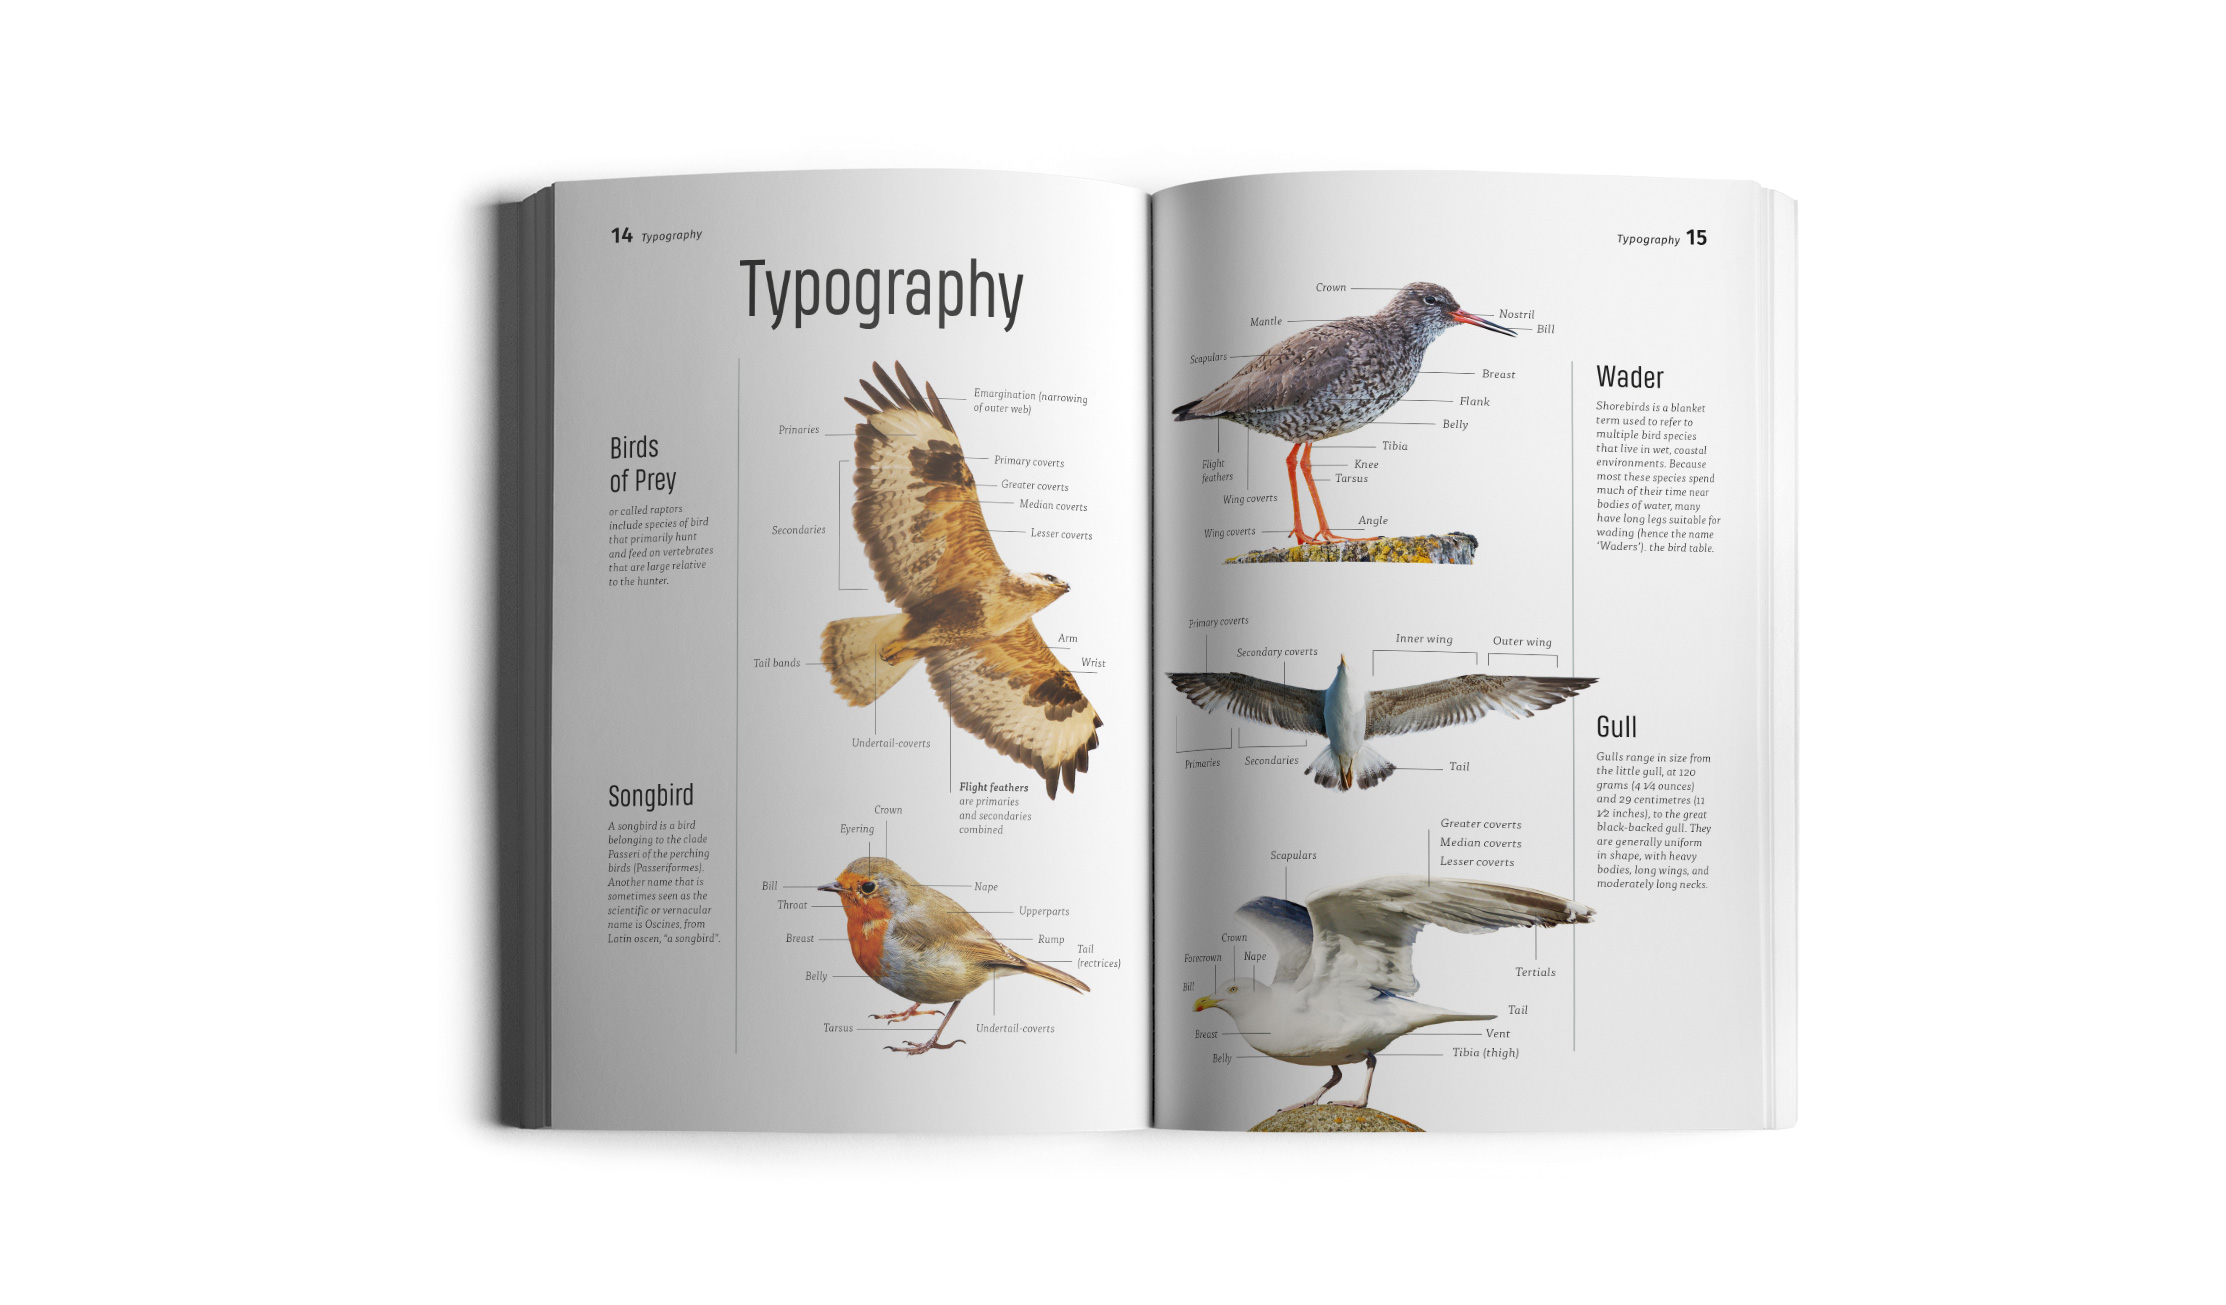 14 Typography
Typography
Birds
of Prey
or called raptors
include species of bird
that primarily hunt
and feed on vertebrates
that are large relative
to the hunter.
Emargination (narrowing
of outer web)
Prinaries
Primary coverts
Greater coverts
Median coverts
Secondaries
Lesser coverts
Arm
Wrist
Tail bands
Undertail-coverts
Flight feathers
are primaries
and secondaries
combined
Songbird
A songbird is a bird
belonging to the clade
Passeri of the perching
birds (Passeriformes).
Another name that is
sometimes seen as the
scientific or vernacular
name is Oscines, from
Latin oscen, "a songbird".
Crown
Eyering
Bill
Nape
Throat
Upperparts
Breast
Rump
Tail
(rectrices)
Belly
Tarsus
Undertail-coverts
Typography 15
Crown
Nostril
Mantle
Bill
Scapulars
Breast
Flank
Belly
Tibia
Flight
feathers
Knee
Tarsus
Wing coverts
Angle
Wing coverts
Wader
Shorebirds is a blanket
term used to refer to
multiple bird species
that live in wet, coastal
environments. Because
most these species spend
much of their time near
bodies of water, many
have long legs suitable for
wading (hence the name
'Waders'). the bird table.
Primary coverts
Secondary coverts
Inner wing
Outer wing
Primaries
Secondaries
Tail
Gull
Gulls range in size from
the little gull, at 120
grams (4 1⁄4 ounces)
and 29 centimetres (11
1⁄2 inches), to the great
black-backed gull. They
are generally uniform
in shape, with heavy
bodies, long wings, and
moderately long necks.
Greater coverts
Median coverts
Lesser coverts
Scapulars
Crown
Forecrown
Nape
Bill
Tertials
Tail
Breast
Vent
Belly
Tibia (thigh)